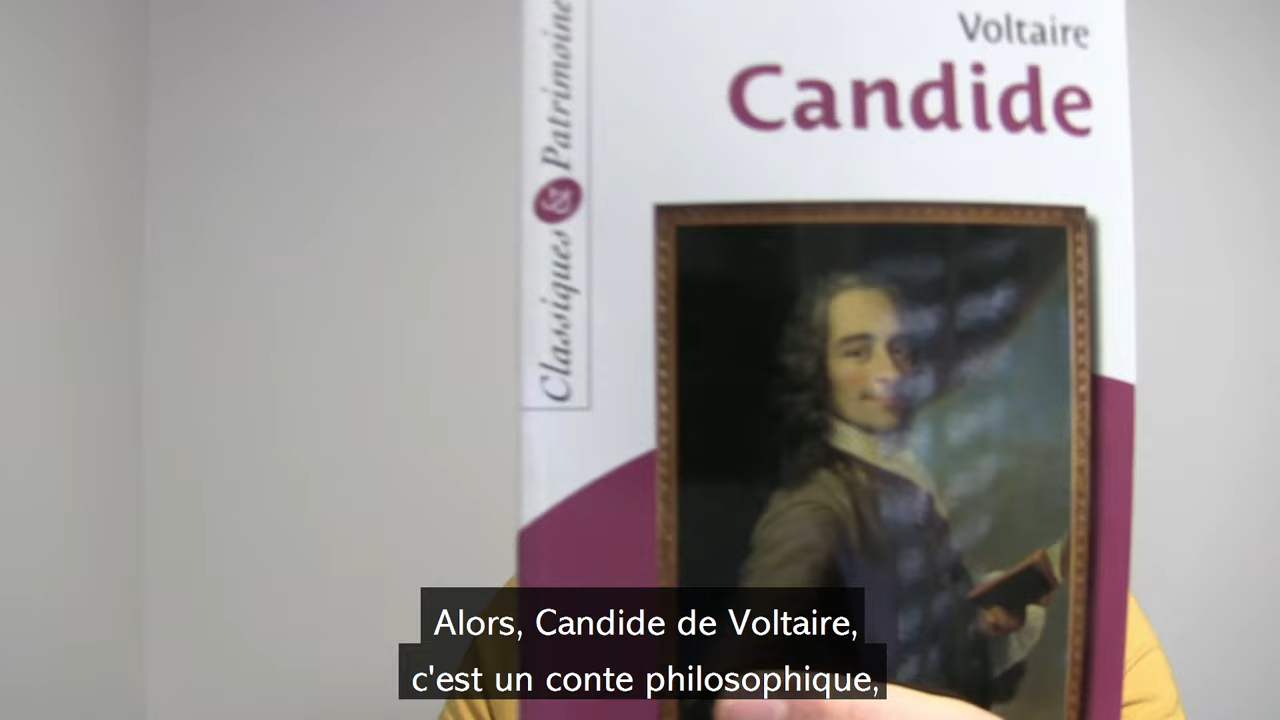 Voltaire
Candide
Classiques & Patrimoine
Alors, Candide de Voltaire,
c'est un conte philosophique,